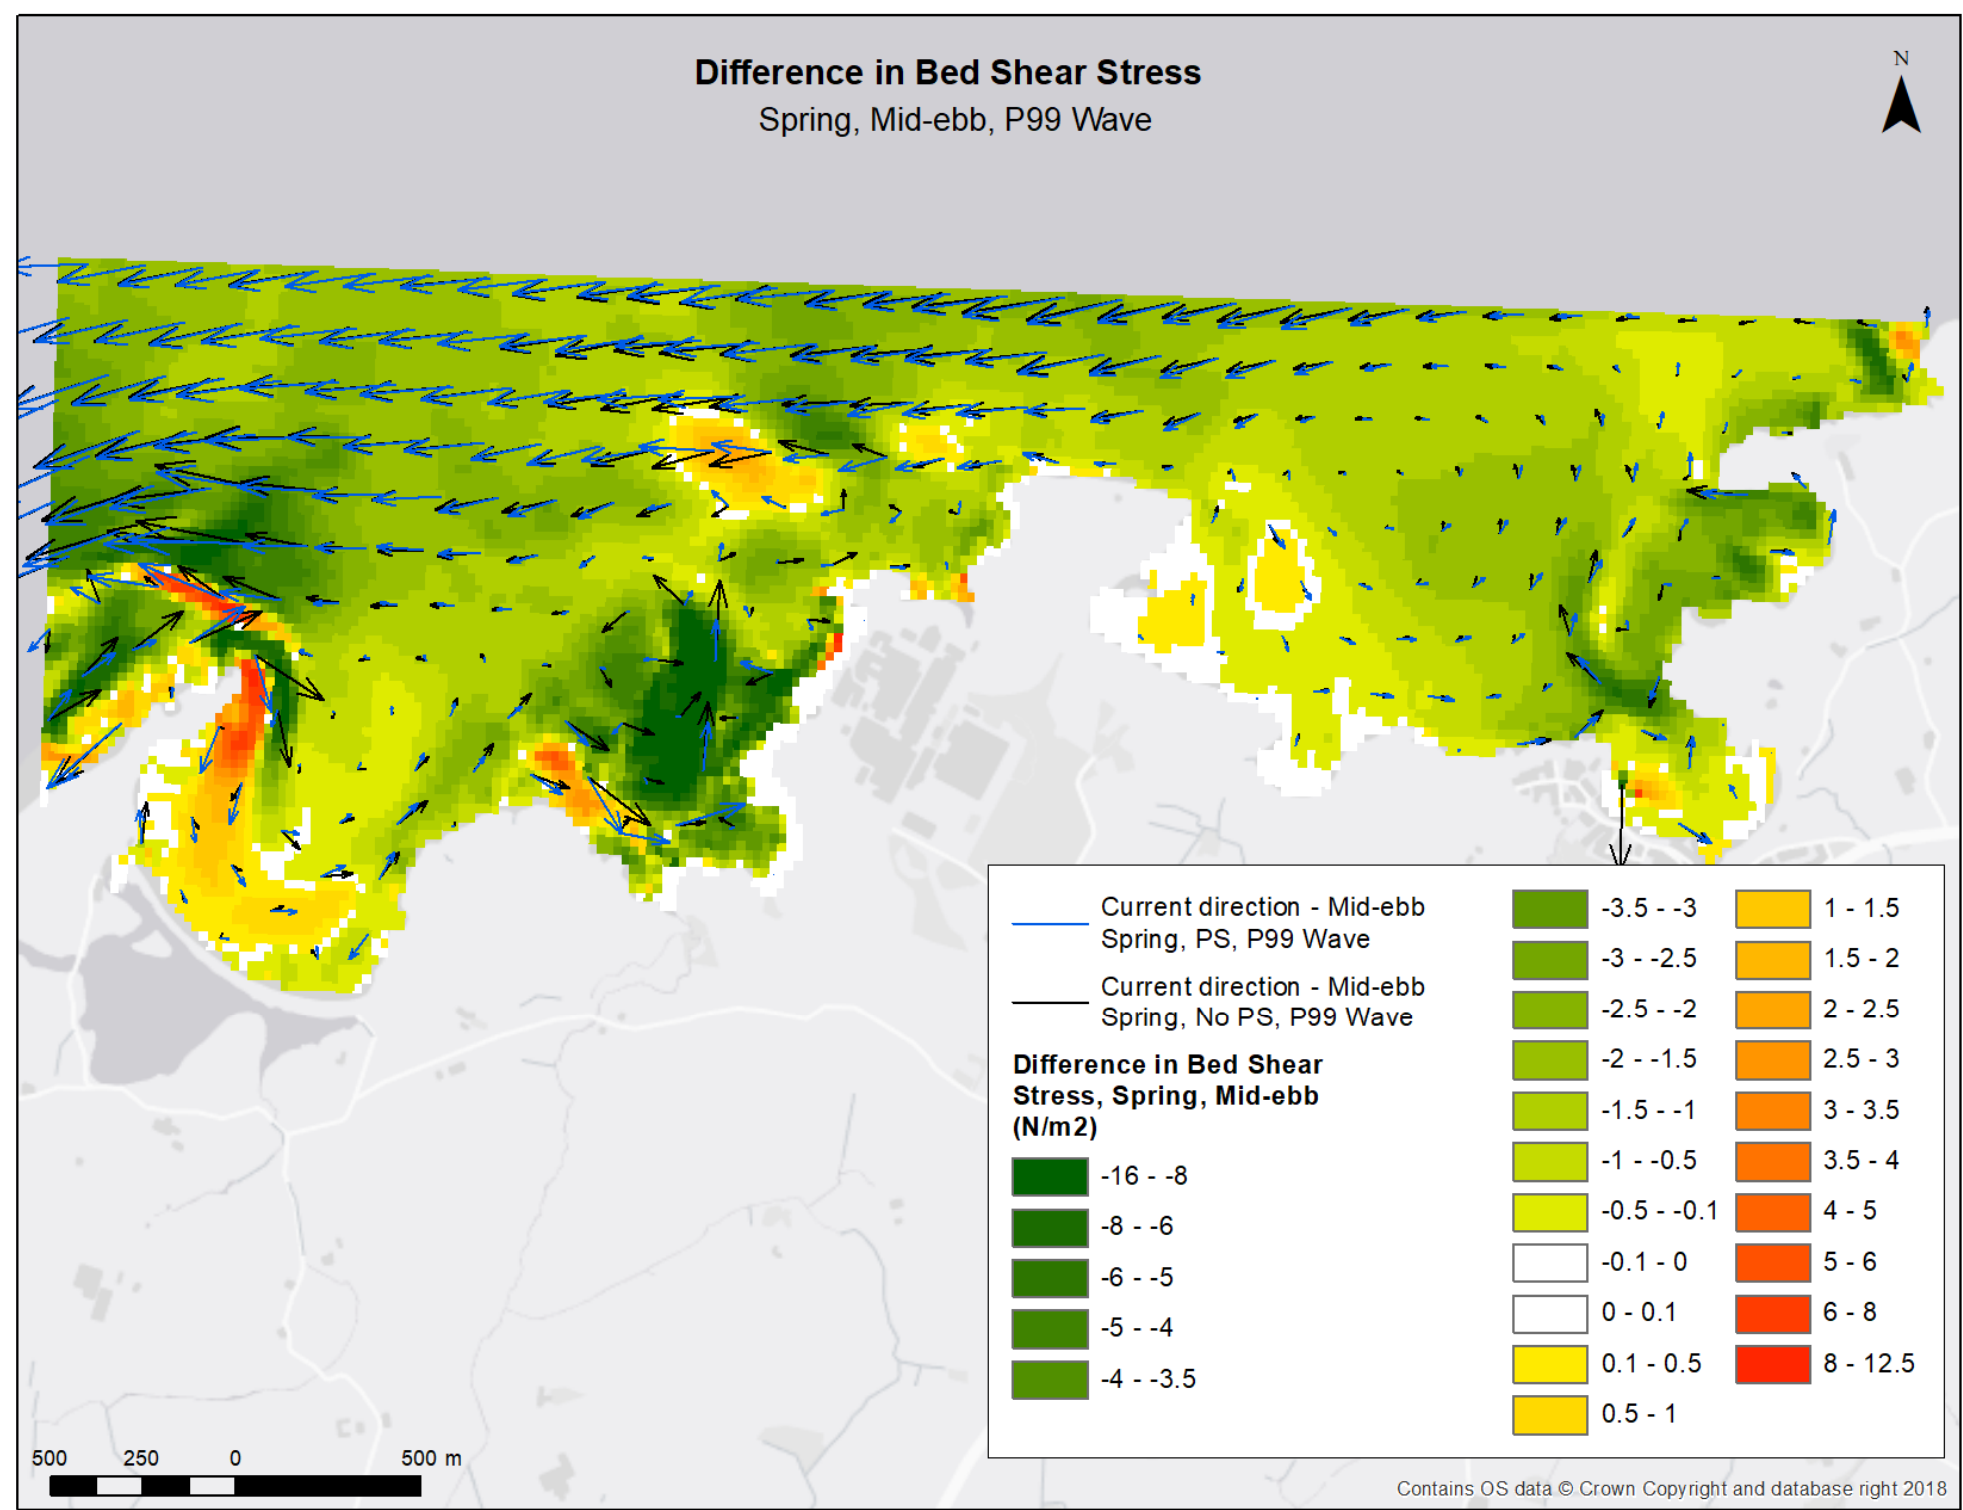 Difference in Bed Shear Stress
Spring, Mid-ebb, P99 Wave
N
Current direction - Mid-ebb
Spring, PS, P99 Wave
Current direction - Mid-ebb
Spring, No PS, P99 Wave
Difference in Bed Shear
Stress, Spring, Mid-ebb
(N/m2)
-16 - -8
-8 - -6
-6 - -5
-5 - -4
-4 - -3.5
-3.5 - -3
-3 - -2.5
-2.5 - -2
-2 - -1.5
-1.5 - -1
-1 - -0.5
-0.5 - -0.1
-0.1 - 0
0 - 0.1
0.1 - 0.5
0.5 - 1
1 - 1.5
1.5 - 2
2 - 2.5
2.5 - 3
3 - 3.5
3.5 - 4
4 - 5
5 - 6
6 - 8
8 - 12.5
500 250 0 500 m
Contains OS data © Crown Copyright and database right 2018